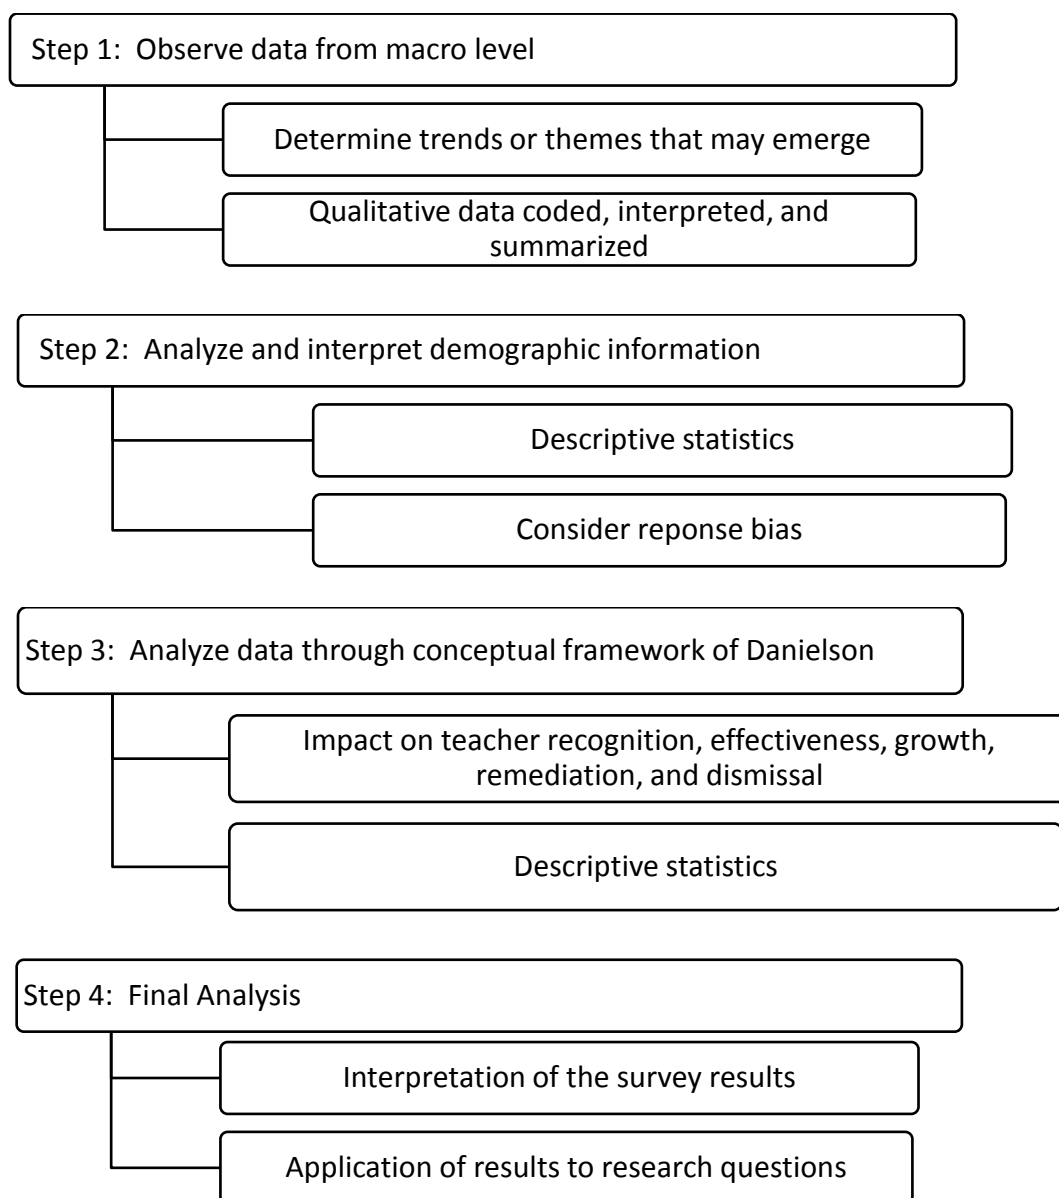 Step 1:  Observe data from macro level
Determine trends or themes that may emerge
Qualitative data coded, interpreted, and
summarized
Step 2:  Analyze and interpret demographic information
Descriptive statistics
Consider reponse bias
Step 3:  Analyze data through conceptual framework of Danielson
Impact on teacher recognition, effectiveness, growth,
remediation, and dismissal
Descriptive statistics
Step 4:  Final Analysis
Interpretation of the survey results
Application of results to research questions